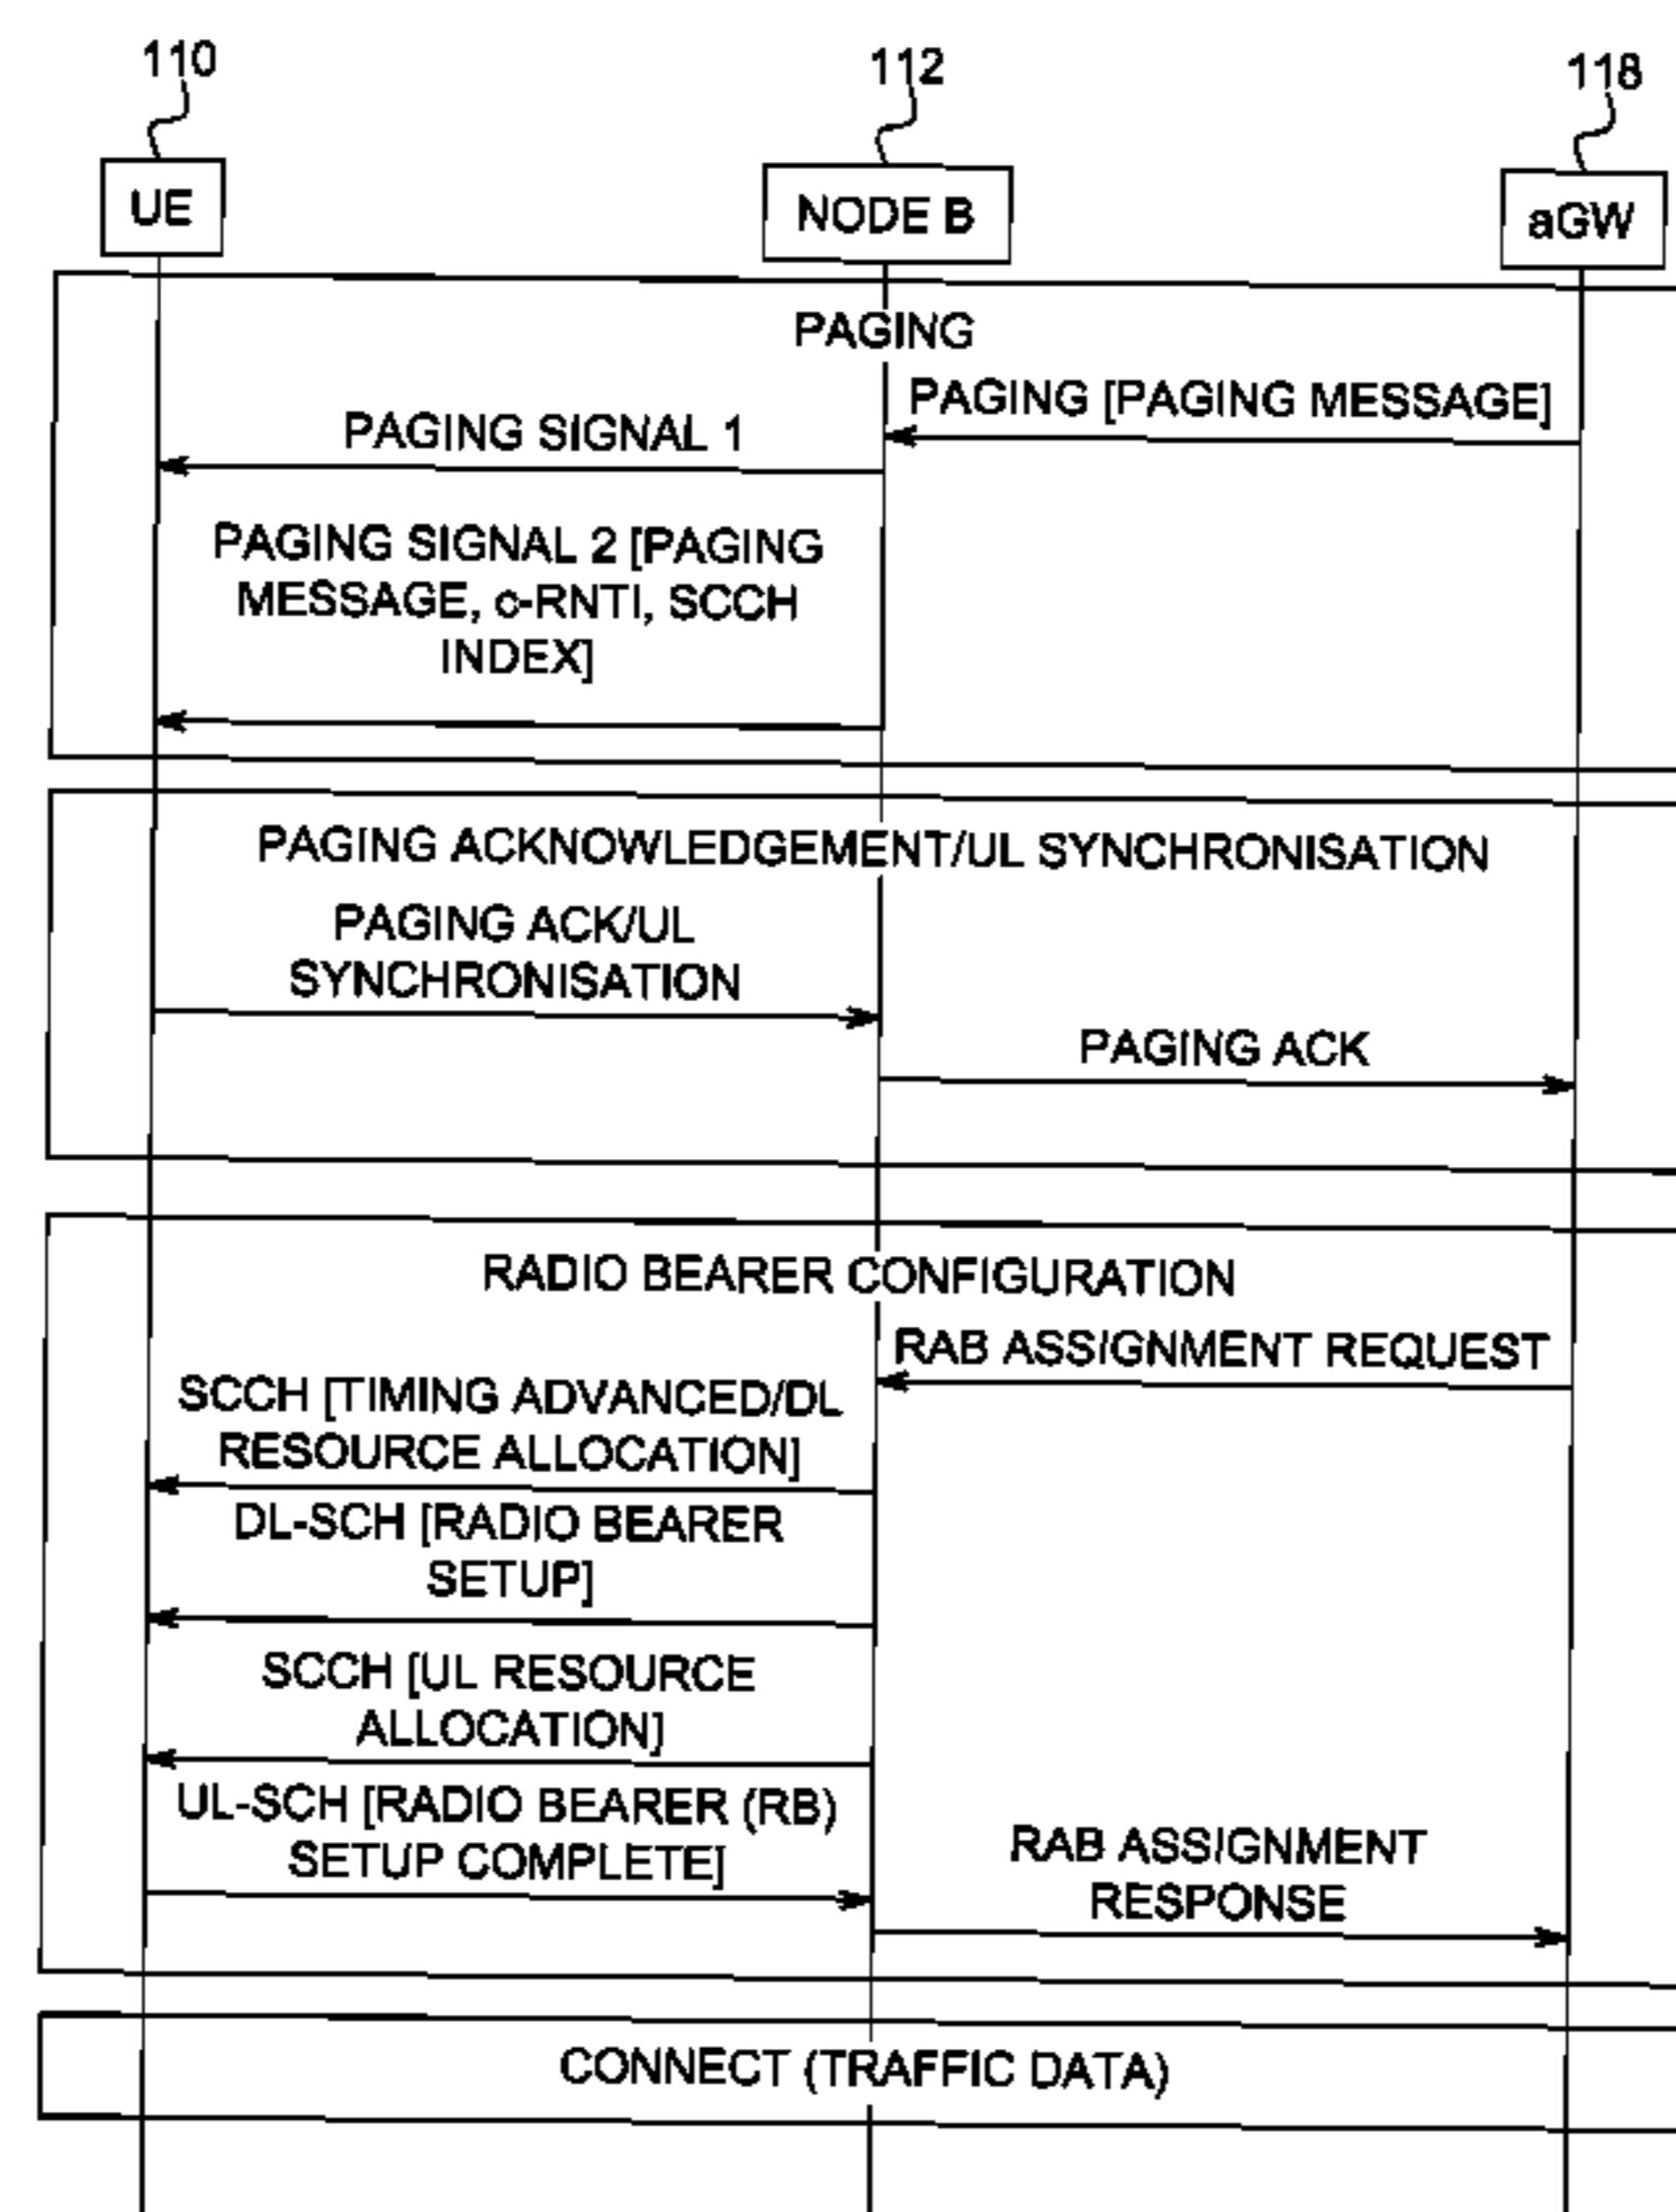 110
112
118
UE
NODE B
aGW
PAGING
PAGING [PAGING MESSAGE]
PAGING SIGNAL 1
PAGING SIGNAL 2 [PAGING
MESSAGE, c-RNTI, SCCH
INDEX]
PAGING ACKNOWLEDGEMENT/UL SYNCHRONISATION
PAGING ACK/UL
SYNCHRONISATION
PAGING ACK
RADIO BEARER CONFIGURATION
RAB ASSIGNMENT REQUEST
SCCH [TIMING ADVANCED/DL
RESOURCE ALLOCATION]
DL-SCH [RADIO BEARER
SETUP]
SCCH [UL RESOURCE
ALLOCATION]
UL-SCH [RADIO BEARER (RB)
SETUP COMPLETE]
RAB ASSIGNMENT
RESPONSE
CONNECT (TRAFFIC DATA)